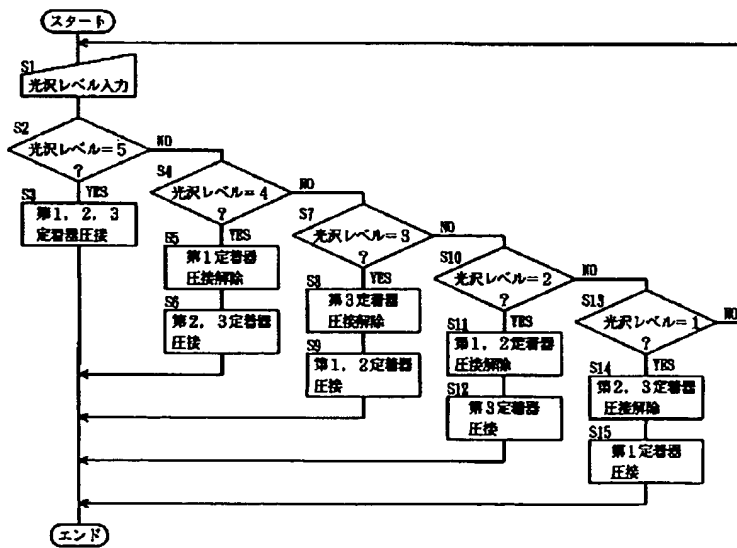 スタート
S1
光沢レベル入力
S2
光沢レベル＝5
?
NO
YES
S3
第1, 2, 3
定着器圧接
S4
光沢レベル＝4
?
NO
YES
S5
第1定着器
圧接解除
S6
第2, 3定着器
圧接
S7
光沢レベル＝3
?
NO
YES
S8
第3定着器
圧接解除
S9
第1, 2定着器
圧接
S10
光沢レベル＝2
?
NO
YES
S11
第1, 2定着器
圧接解除
S12
第3定着器
圧接
S13
光沢レベル＝1
?
NO
YES
S14
第2, 3定着器
圧接解除
S15
第1定着器
圧接
エンド